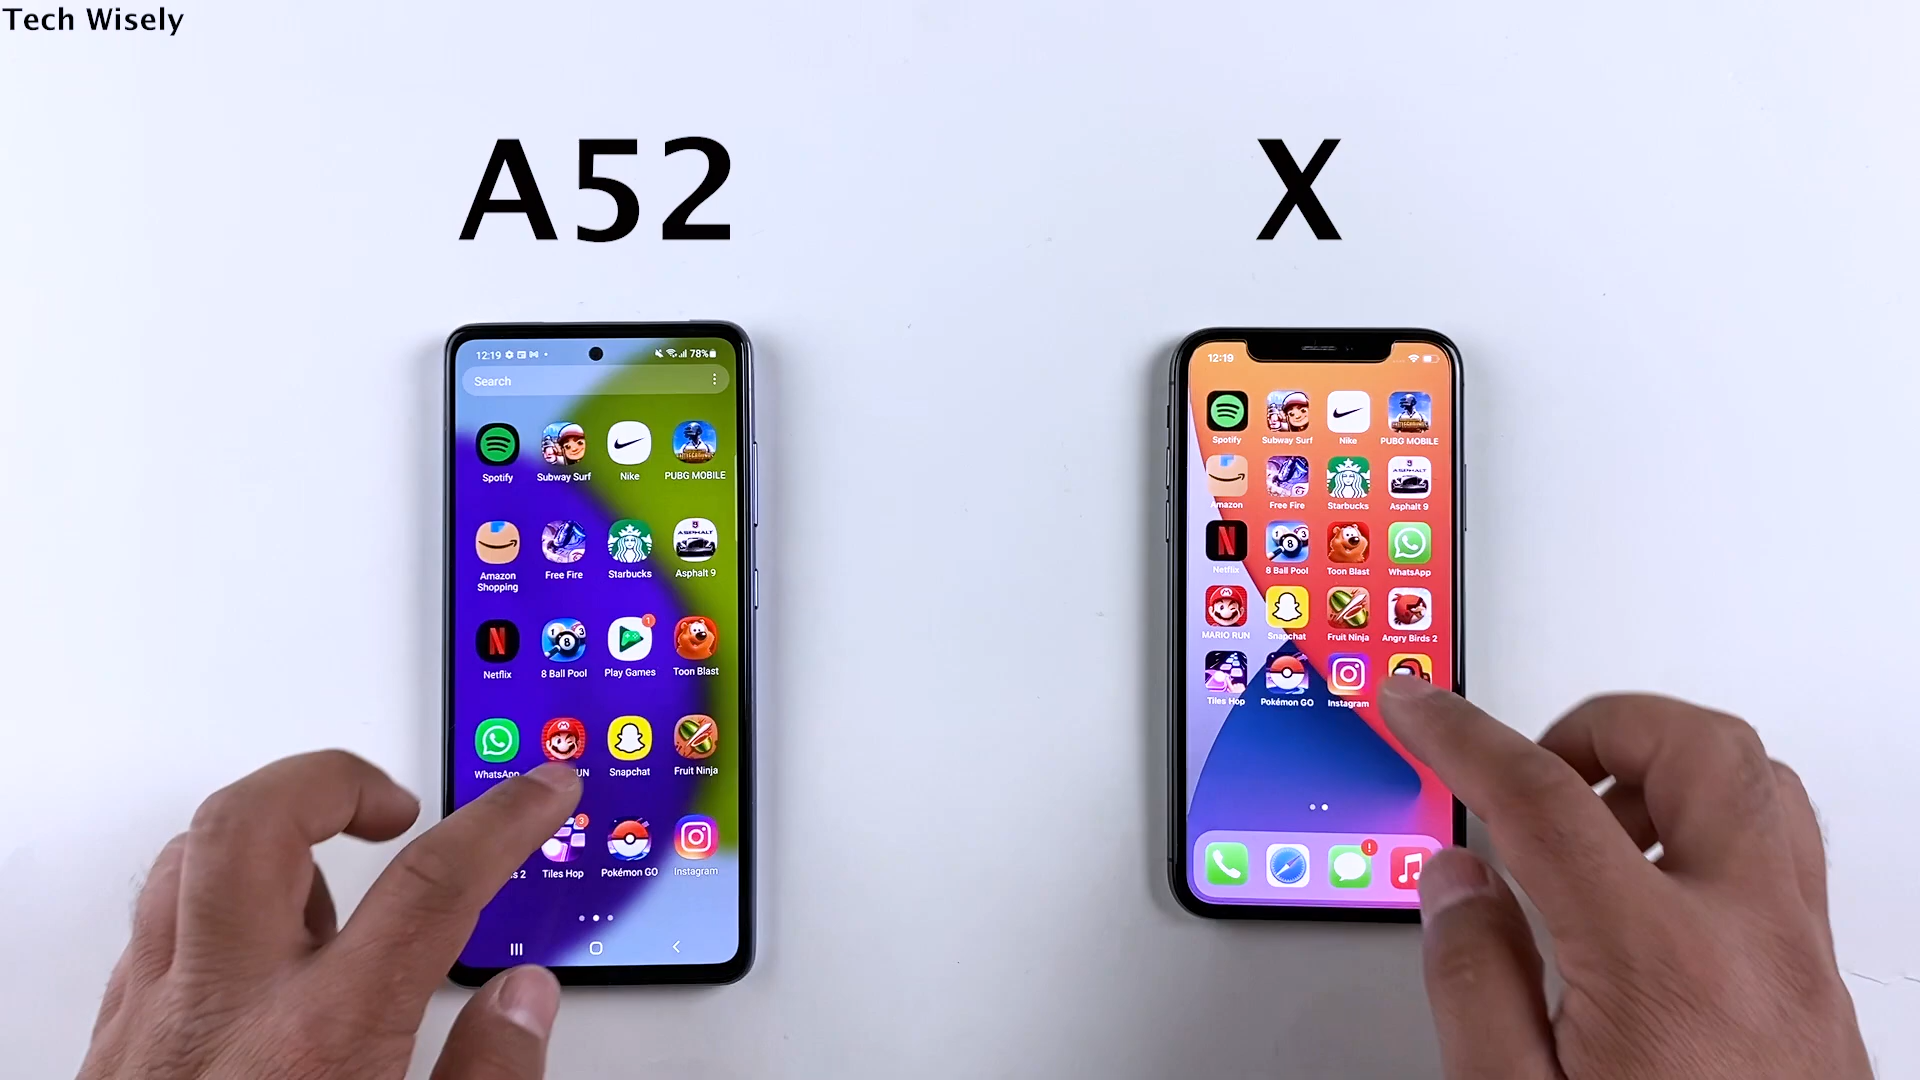 Tech Wisely
A52
X
12:19
78%
Search
Spotify
Subway Surf
Nike
PUBG MOBILE
Amazon
Shopping
Free Fire
Starbucks
Asphalt 9
Netflix
8 Ball Pool
Play Games
Toon Blast
WhatsApp
UN
Snapchat
Fruit Ninja
s 2
Tiles Hop
Pokémon GO
Instagram
12:19
Spotify
Subway Surf
Nike
PUBG MOBILE
Amazon
Free Fire
Starbucks
Asphalt 9
Netflix
8 Ball Pool
Toon Blast
WhatsApp
MARIO RUN
Snapchat
Fruit Ninja
Angry Birds 2
Tiles Hop
Pokémon GO
Instagram